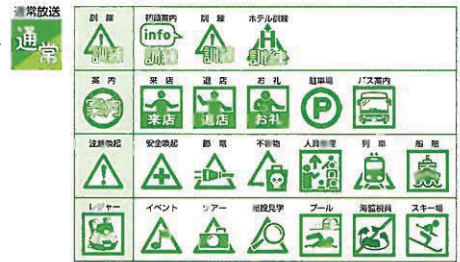 通常放送
通常
訓練 初期案内 訓練 ホテル訓練
info
訓練 訓練 訓練
案内 来店 退店 お礼 駐車場 バス案内
案内 来店 退店 お礼 P
注意喚起 安全喚起 節電 不審物 人員整理 列車 船舶
レジャー イベント ツアー 施設見学 プール 海監視員 スキー場